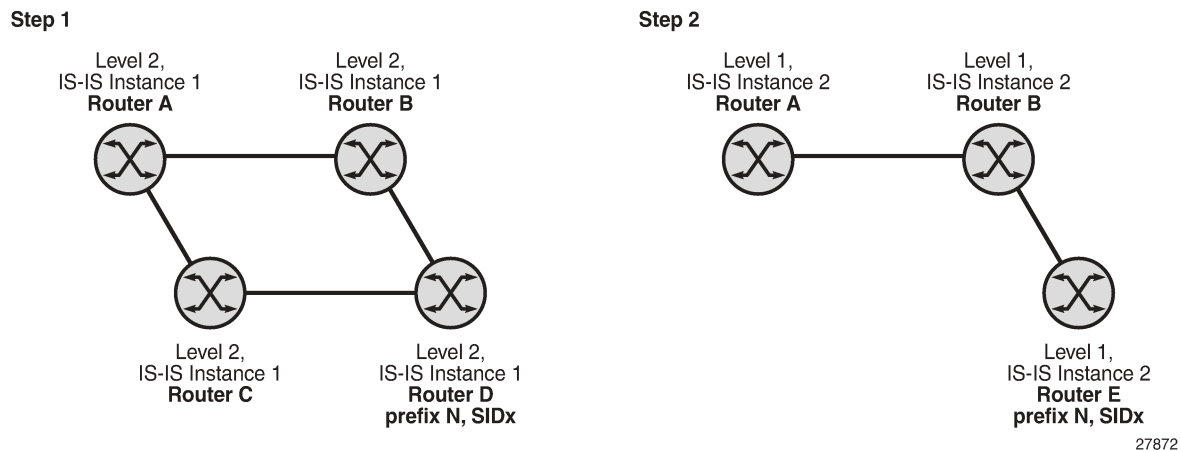 Step 1
Level 2,
IS-IS Instance 1
Router A
Level 2,
IS-IS Instance 1
Router B
Level 2,
IS-IS Instance 1
Router C
Level 2,
IS-IS Instance 1
Router D
prefix N, SIDx
Step 2
Level 1,
IS-IS Instance 2
Router A
Level 1,
IS-IS Instance 2
Router B
Level 1,
IS-IS Instance 2
Router E
prefix N, SIDx
27872